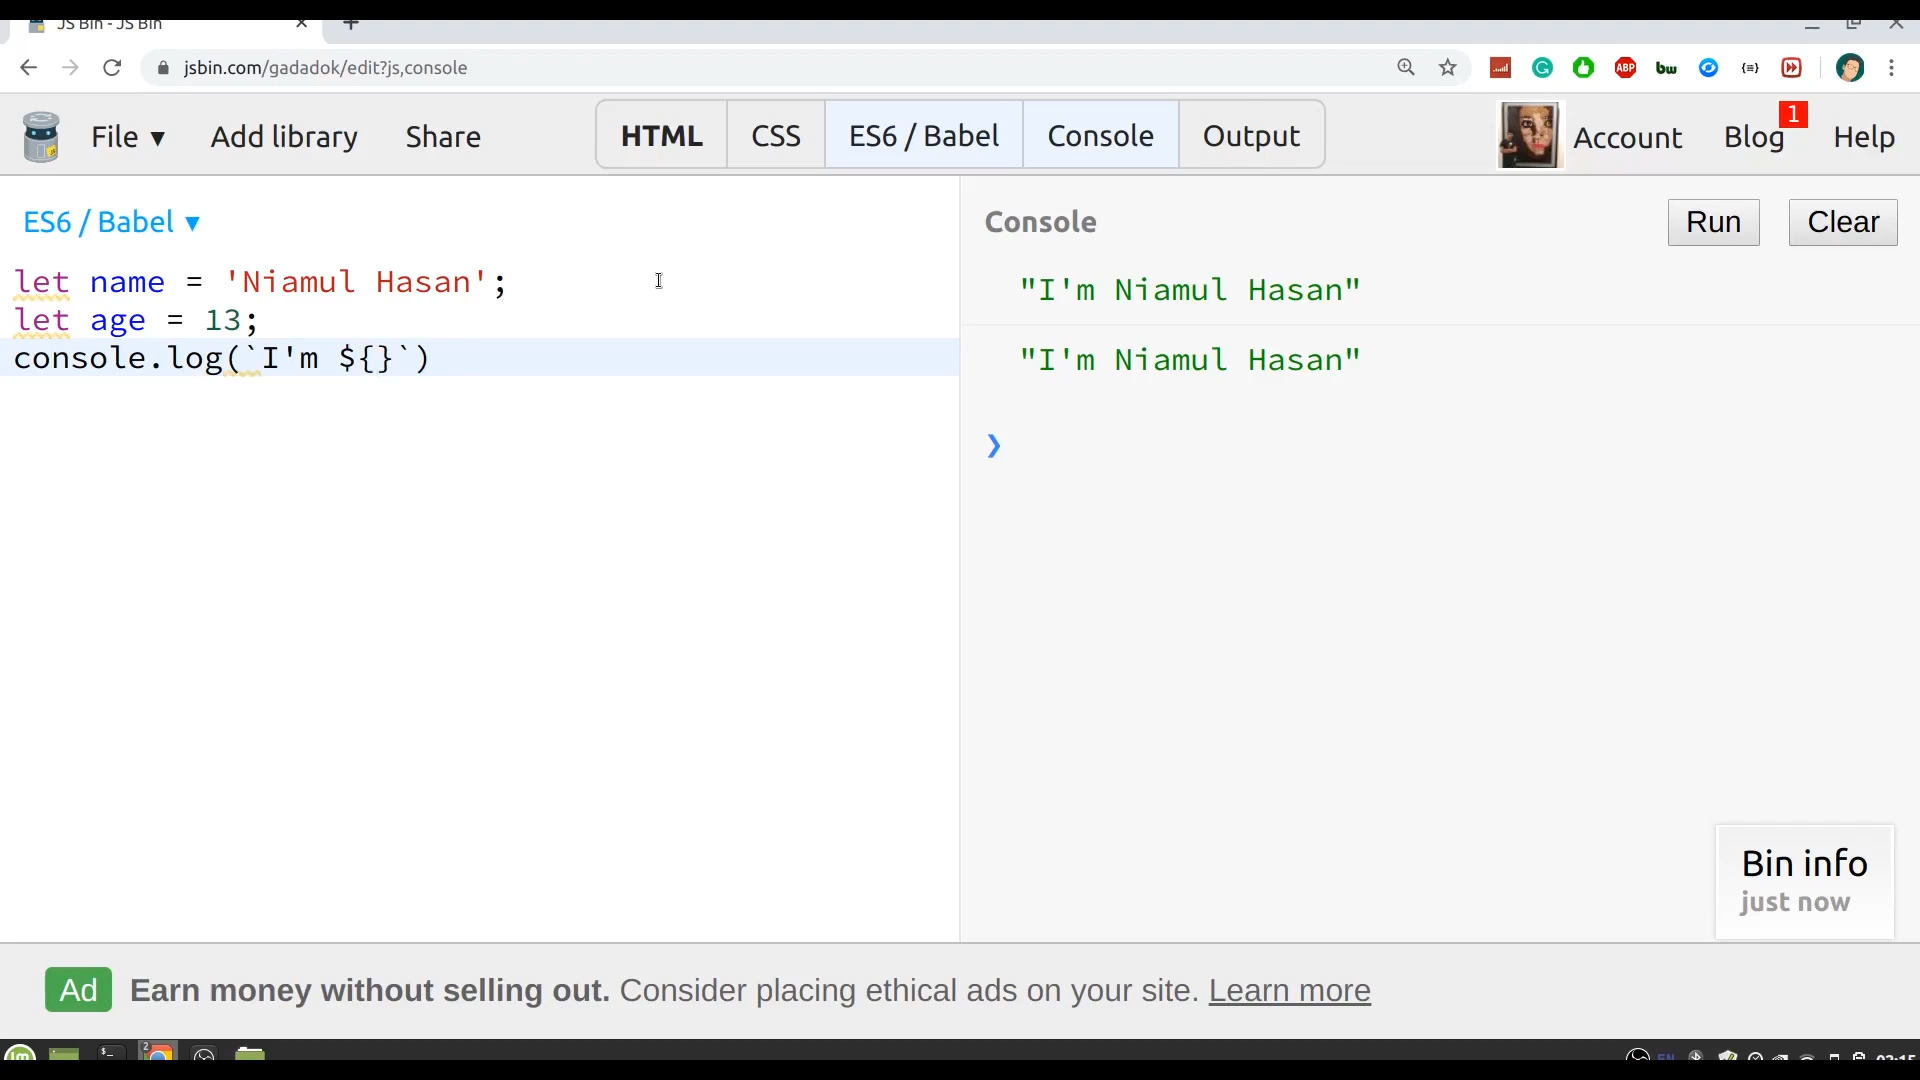 JS Bin - JS Bin
jsbin.com/gadadok/edit?js,console
ABP
bw
File ▼ Add library Share HTML CSS ES6 / Babel Console Output Account Blog 1 Help
ES6 / Babel ▼
let name = 'Niamul Hasan';
let age = 13;
console.log(`I'm ${}`)
Console Run Clear
"I'm Niamul Hasan"
"I'm Niamul Hasan"
Bin info
just now
Ad Earn money without selling out. Consider placing ethical ads on your site. Learn more
2